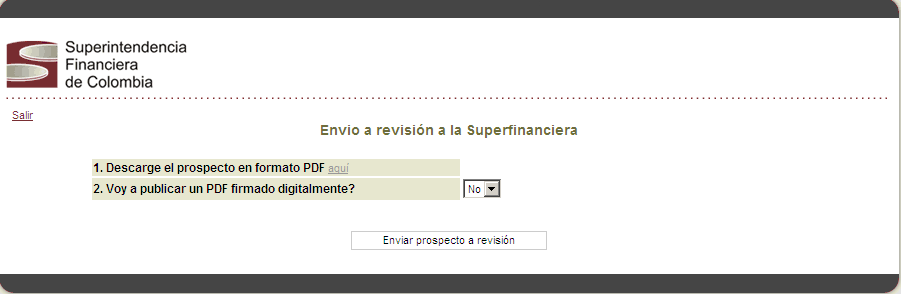 Superintendencia
Financiera
de Colombia
Salir
Envio a revisión a la Superfinanciera
1. Descarge el prospecto en formato PDF aquí
2. Voy a publicar un PDF firmado digitalmente? No
Enviar prospecto a revisión